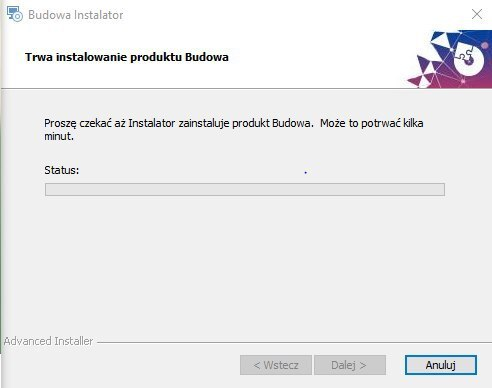 Budowa Instalator
Trwa instalowanie produktu Budowa
Proszę czekać aż Instalator zainstaluje produkt Budowa. Może to potrwać kilka
minut.
Status:
Advanced Installer
< Wstecz
Dalej >
Anuluj